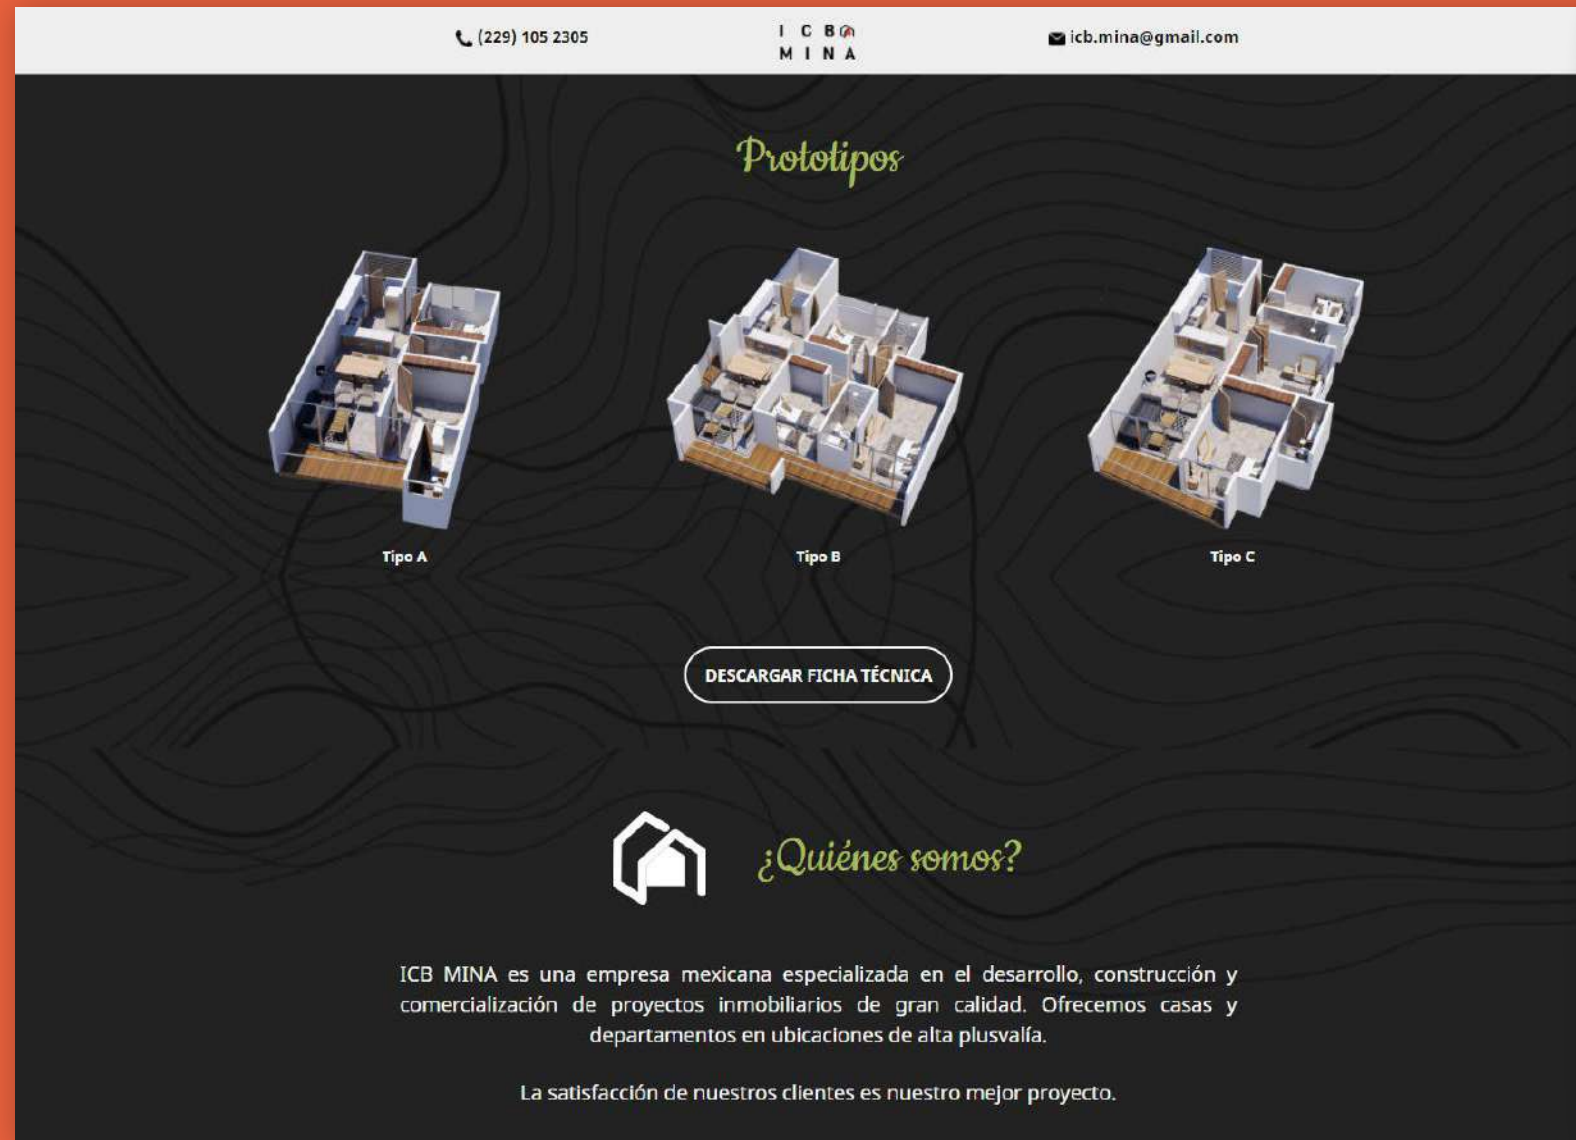 (229) 105 2305
I C B
M I N A
icb.mina@gmail.com
Prototipos
Tipo A
Tipo B
Tipo C
DESCARGAR FICHA TÉCNICA
¿Quiénes somos?
ICB MINA es una empresa mexicana especializada en el desarrollo, construcción y
comercialización de proyectos inmobiliarios de gran calidad. Ofrecemos casas y
departamentos en ubicaciones de alta plusvalía.
La satisfacción de nuestros clientes es nuestro mejor proyecto.